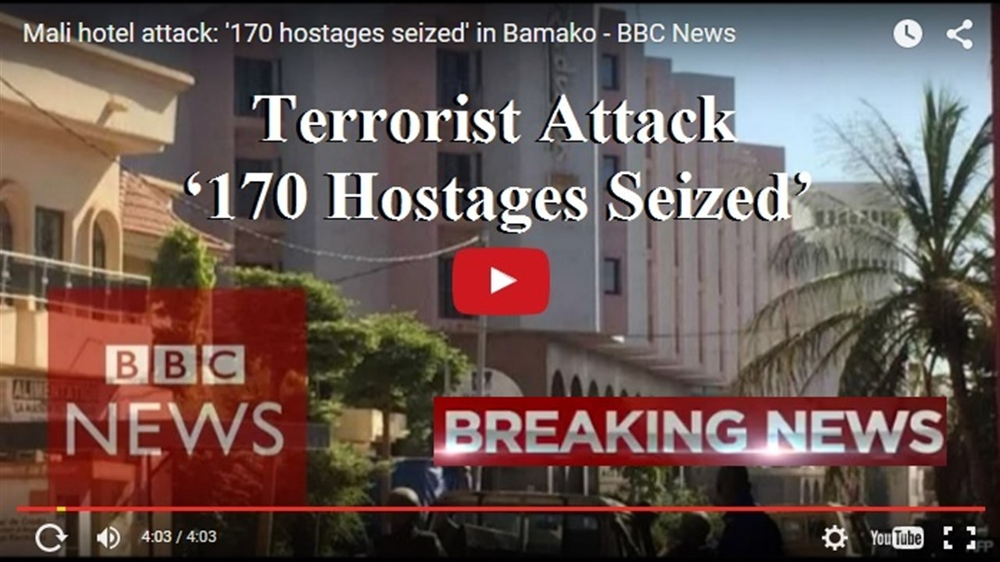 Mali hotel attack: '170 hostages seized' in Bamako - BBC News
Terrorist Attack
‘170 Hostages Seized’
BBC
NEWS
BREAKING NEWS
4:03 / 4:03
YouTube